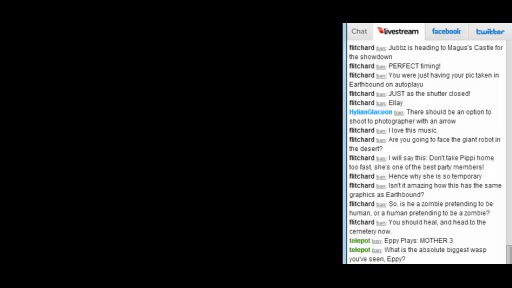 Chat livestream facebook twitter
flitchard ban: Jubbz is heading to Magus's Castle for
the showdown
flitchard ban: PERFECT timing!
flitchard ban: You were just having your pic taken in
Earthbound on autoplayu
flitchard ban: JUST as the shutter closed!
flitchard ban: Ellay
HylianGlaceon ban: There should be an option to
shoot to photographer with an arrow
flitchard ban: I love this music.
flitchard ban: Are you going to face the giant robot in
the desert?
flitchard ban: I will say this: Don't take Pippi home
too fast, she's one of the best party members!
flitchard ban: Hence why she is so temporary
flitchard ban: Isn't it amazing how this has the same
graphics as Earthbound?
flitchard ban: So, is he a zombie pretending to be
human, or a human pretending to be a zombie?
flitchard ban: You should heal, and head to the
cemetery now.
telepot ban: Eppy Plays: MOTHER 3
telepot ban: What is the absolute biggest wasp
you've seen, Eppy?